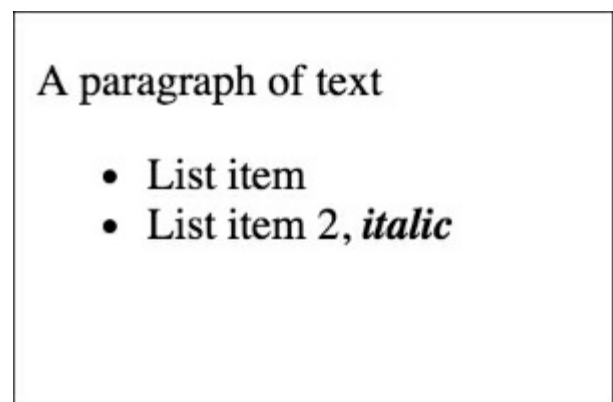 A paragraph of text
• List item
• List item 2, italic